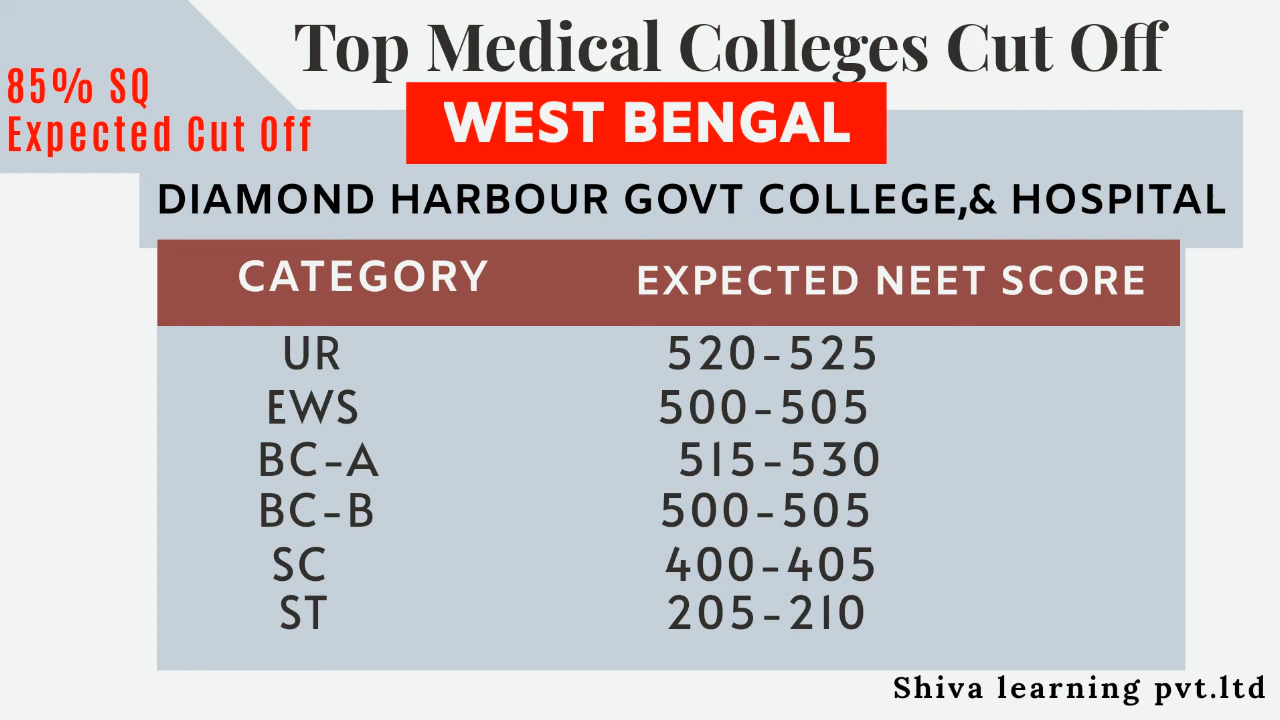 Top Medical Colleges Cut Off
85% SQ
Expected Cut Off
WEST BENGAL
DIAMOND HARBOUR GOVT COLLEGE,& HOSPITAL
CATEGORY EXPECTED NEET SCORE
UR 520-525
EWS 500-505
BC-A 515-530
BC-B 500-505
SC 400-405
ST 205-210
Shiva learning pvt.ltd